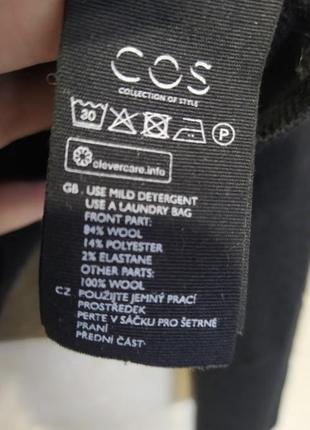 COS
COLLECTION OF STYLE
30 P
clevercare.info
GB USE MILD DETERGENT
USE A LAUNDRY BAG
FRONT PART:
84% WOOL
14% POLYESTER
2% ELASTANE
OTHER PARTS:
100% WOOL
CZ POUŽIJTE JEMNÝ PRACÍ
PROSTŘEDEK
PERTE V SÁČKU PRO ŠETRNÉ
PRANÍ
PŘEDNÍ ČÁST